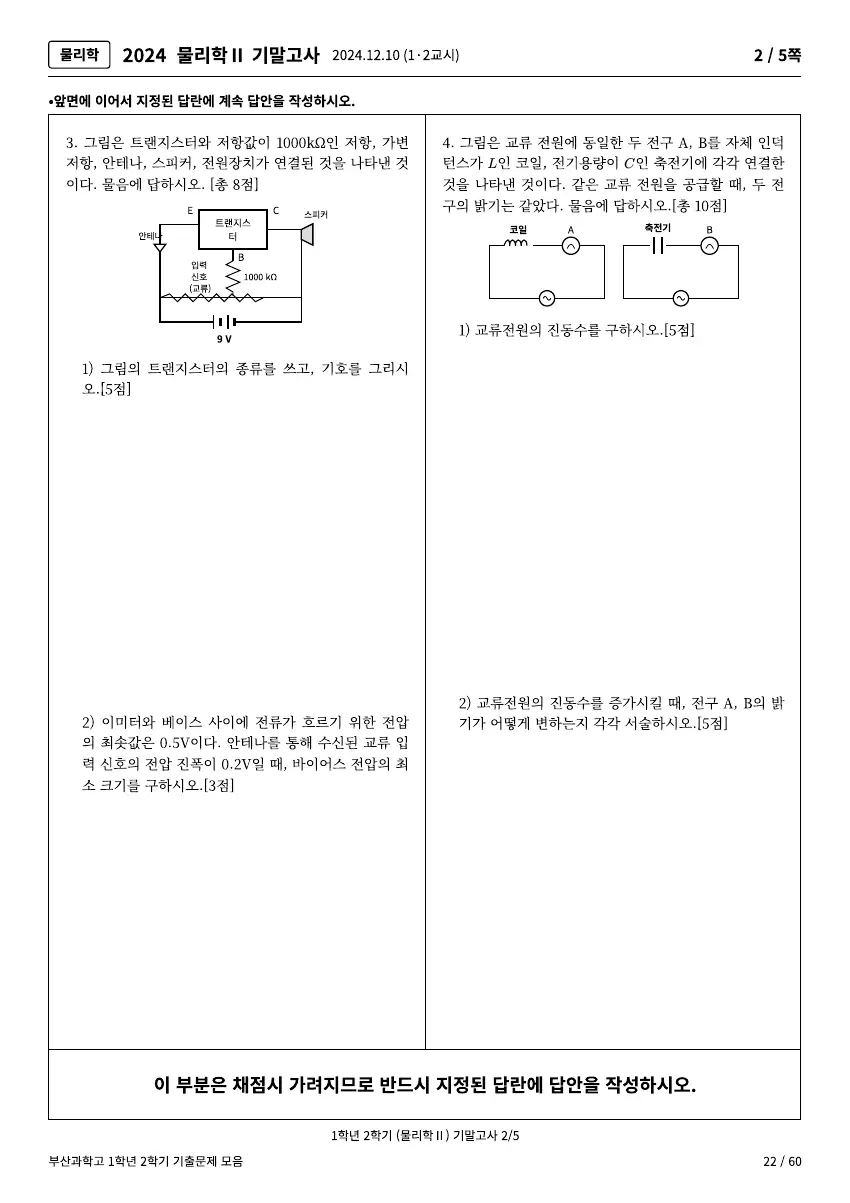 물리학 2024 물리학Ⅱ 기말고사 2024.12.10 (1·2교시) 2 / 5쪽
•앞면에 이어서 지정된 답란에 계속 답안을 작성하시오.
3. 그림은 트랜지스터와 저항값이 1000kΩ인 저항, 가변
저항, 안테나, 스피커, 전원장치가 연결된 것을 나타낸 것
이다. 물음에 답하시오. [총 8점]
E
C
스피커
트랜지스
터
안테나
B
입력
신호
(교류)
1000 kΩ
9 V
1) 그림의 트랜지스터의 종류를 쓰고, 기호를 그리시
오.[5점]
2) 이미터와 베이스 사이에 전류가 흐르기 위한 전압
의 최솟값은 0.5V이다. 안테나를 통해 수신된 교류 입
력 신호의 전압 진폭이 0.2V일 때, 바이어스 전압의 최
소 크기를 구하시오.[3점]
4. 그림은 교류 전원에 동일한 두 전구 A, B를 자체 인덕
턴스가 L인 코일, 전기용량이 C인 축전기에 각각 연결한
것을 나타낸 것이다. 같은 교류 전원을 공급할 때, 두 전
구의 밝기는 같았다. 물음에 답하시오.[총 10점]
코일 A 축전기 B
1) 교류전원의 진동수를 구하시오.[5점]
2) 교류전원의 진동수를 증가시킬 때, 전구 A, B의 밝
기가 어떻게 변하는지 각각 서술하시오.[5점]
이 부분은 채점시 가려지므로 반드시 지정된 답란에 답안을 작성하시오.
1학년 2학기 (물리학Ⅱ) 기말고사 2/5
부산과학고 1학년 2학기 기출문제 모음 22 / 60